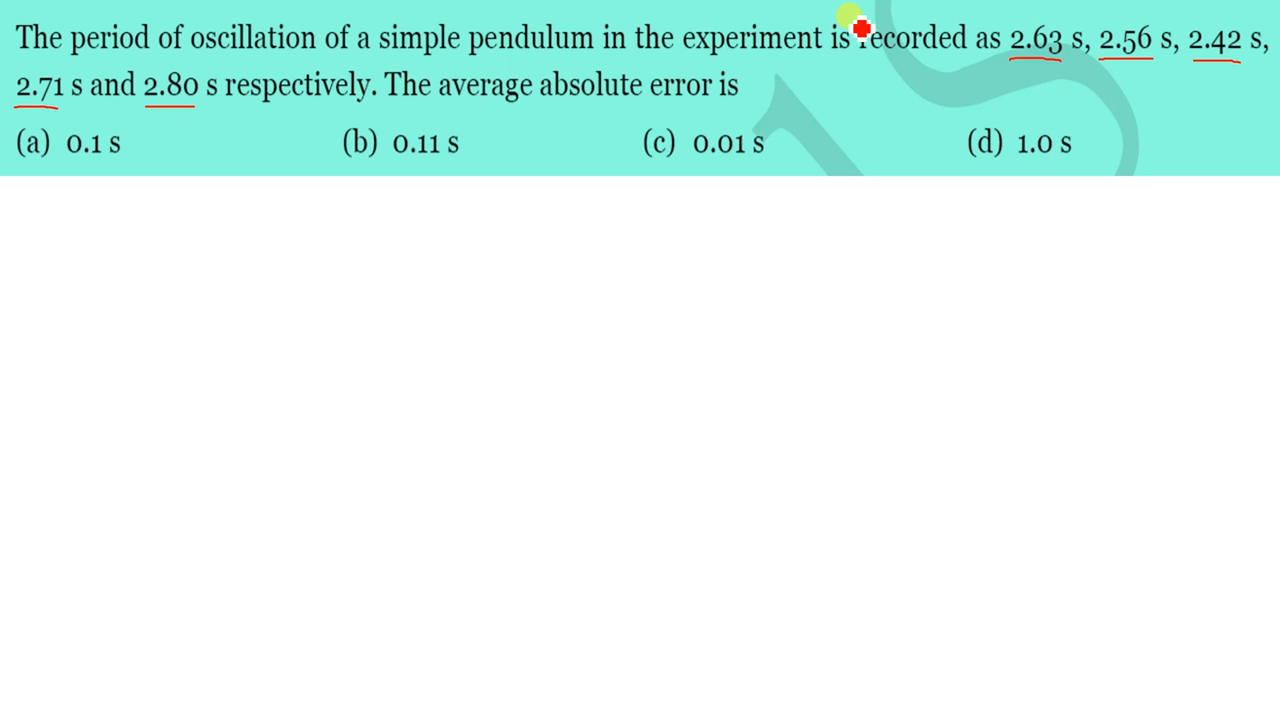 The period of oscillation of a simple pendulum in the experiment is recorded as 2.63 s, 2.56 s, 2.42 s,
2.71 s and 2.80 s respectively. The average absolute error is
(a) 0.1 s (b) 0.11 s (c) 0.01 s (d) 1.0 s